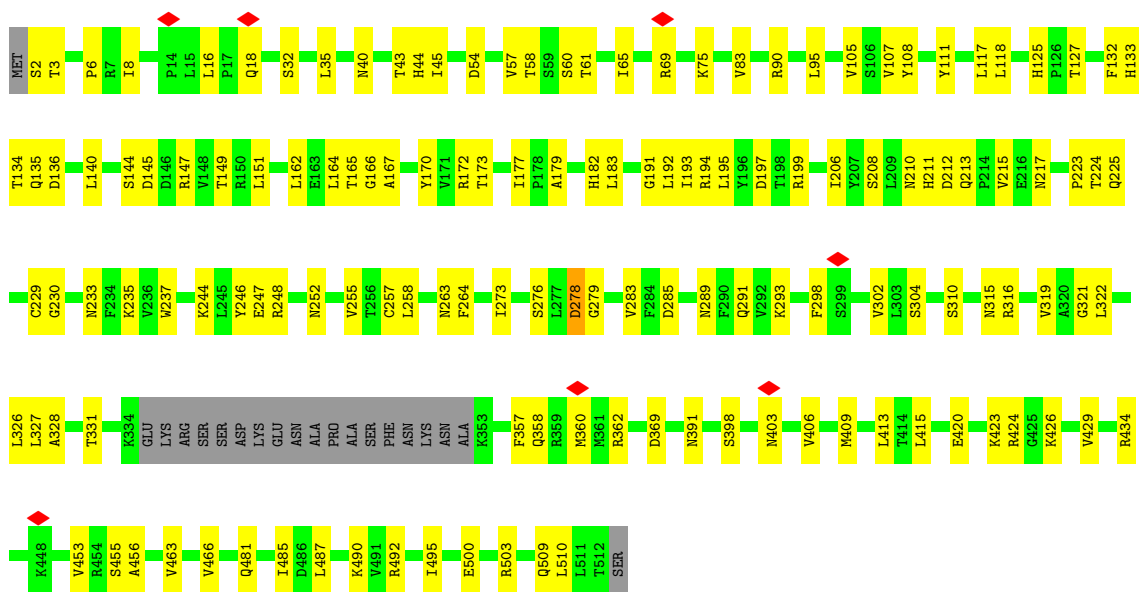 MET S2 T3 P6 R7 I8 P14 L15 L16 P17 Q18 S32 L35 N40 T43 H44 I45 D54 V57 T58 S59 S60 T61 I65 R69 K75 V83 R90 L95 V105 S106 V107 Y108 Y111 L117 L118 H125 P126 T127 F132 H133
T134 Q135 D136 L140 S144 D145 D146 R147 V148 T149 R150 L151 L162 E163 L164 T165 G166 A167 Y170 V171 R172 T173 I177 P178 A179 H182 L183 G191 L192 I193 R194 L195 Y196 D197 T198 R199 I206 Y207 S208 L209 N210 H211 D212 Q213 P214 V215 E216 N217 P223 T224 Q225
C229 G230 N233 F234 K235 V236 W237 K244 L245 Y246 E247 R248 N252 V255 T256 C257 L258 N263 F264 I273 S276 L277 D278 G279 V283 F284 D285 N289 F290 Q291 V292 K293 F298 S299 V302 L303 S304 S310 N315 R316 V319 A320 G321 L322
L326 L327 A328 T331 K334 GLU LYS ARG SER SER ASP LYS GLU ASN ALA PRO ALA SER PHE ASN LYS ALA K353 F357 Q358 R359 M360 M361 R362 D369 N391 S398 N403 V406 M409 L413 T414 L415 E420 K423 R424 G425 K426 V429 R434
K448 V453 R454 S455 A456 V463 V466 Q481 I485 D486 L487 K490 V491 R492 I495 E500 R503 Q509 L510 L511 T512 SER